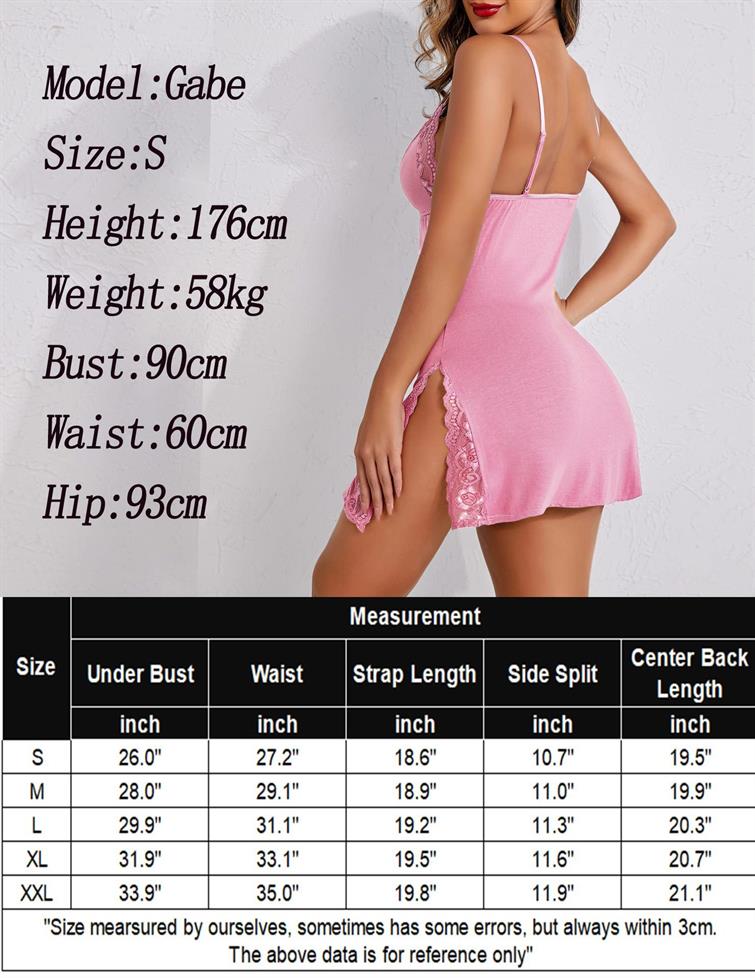 Model:Gabe
Size:S
Height:176cm
Weight:58kg
Bust:90cm
Waist:60cm
Hip:93cm
Size Measurement
Under Bust Waist Strap Length Side Split Center Back Length
inch inch inch inch inch
S 26.0" 27.2" 18.6" 10.7" 19.5"
M 28.0" 29.1" 18.9" 11.0" 19.9"
L 29.9" 31.1" 19.2" 11.3" 20.3"
XL 31.9" 33.1" 19.5" 11.6" 20.7"
XXL 33.9" 35.0" 19.8" 11.9" 21.1"
"Size mearsured by ourselves, sometimes has some errors, but always within 3cm.
The above data is for reference only"